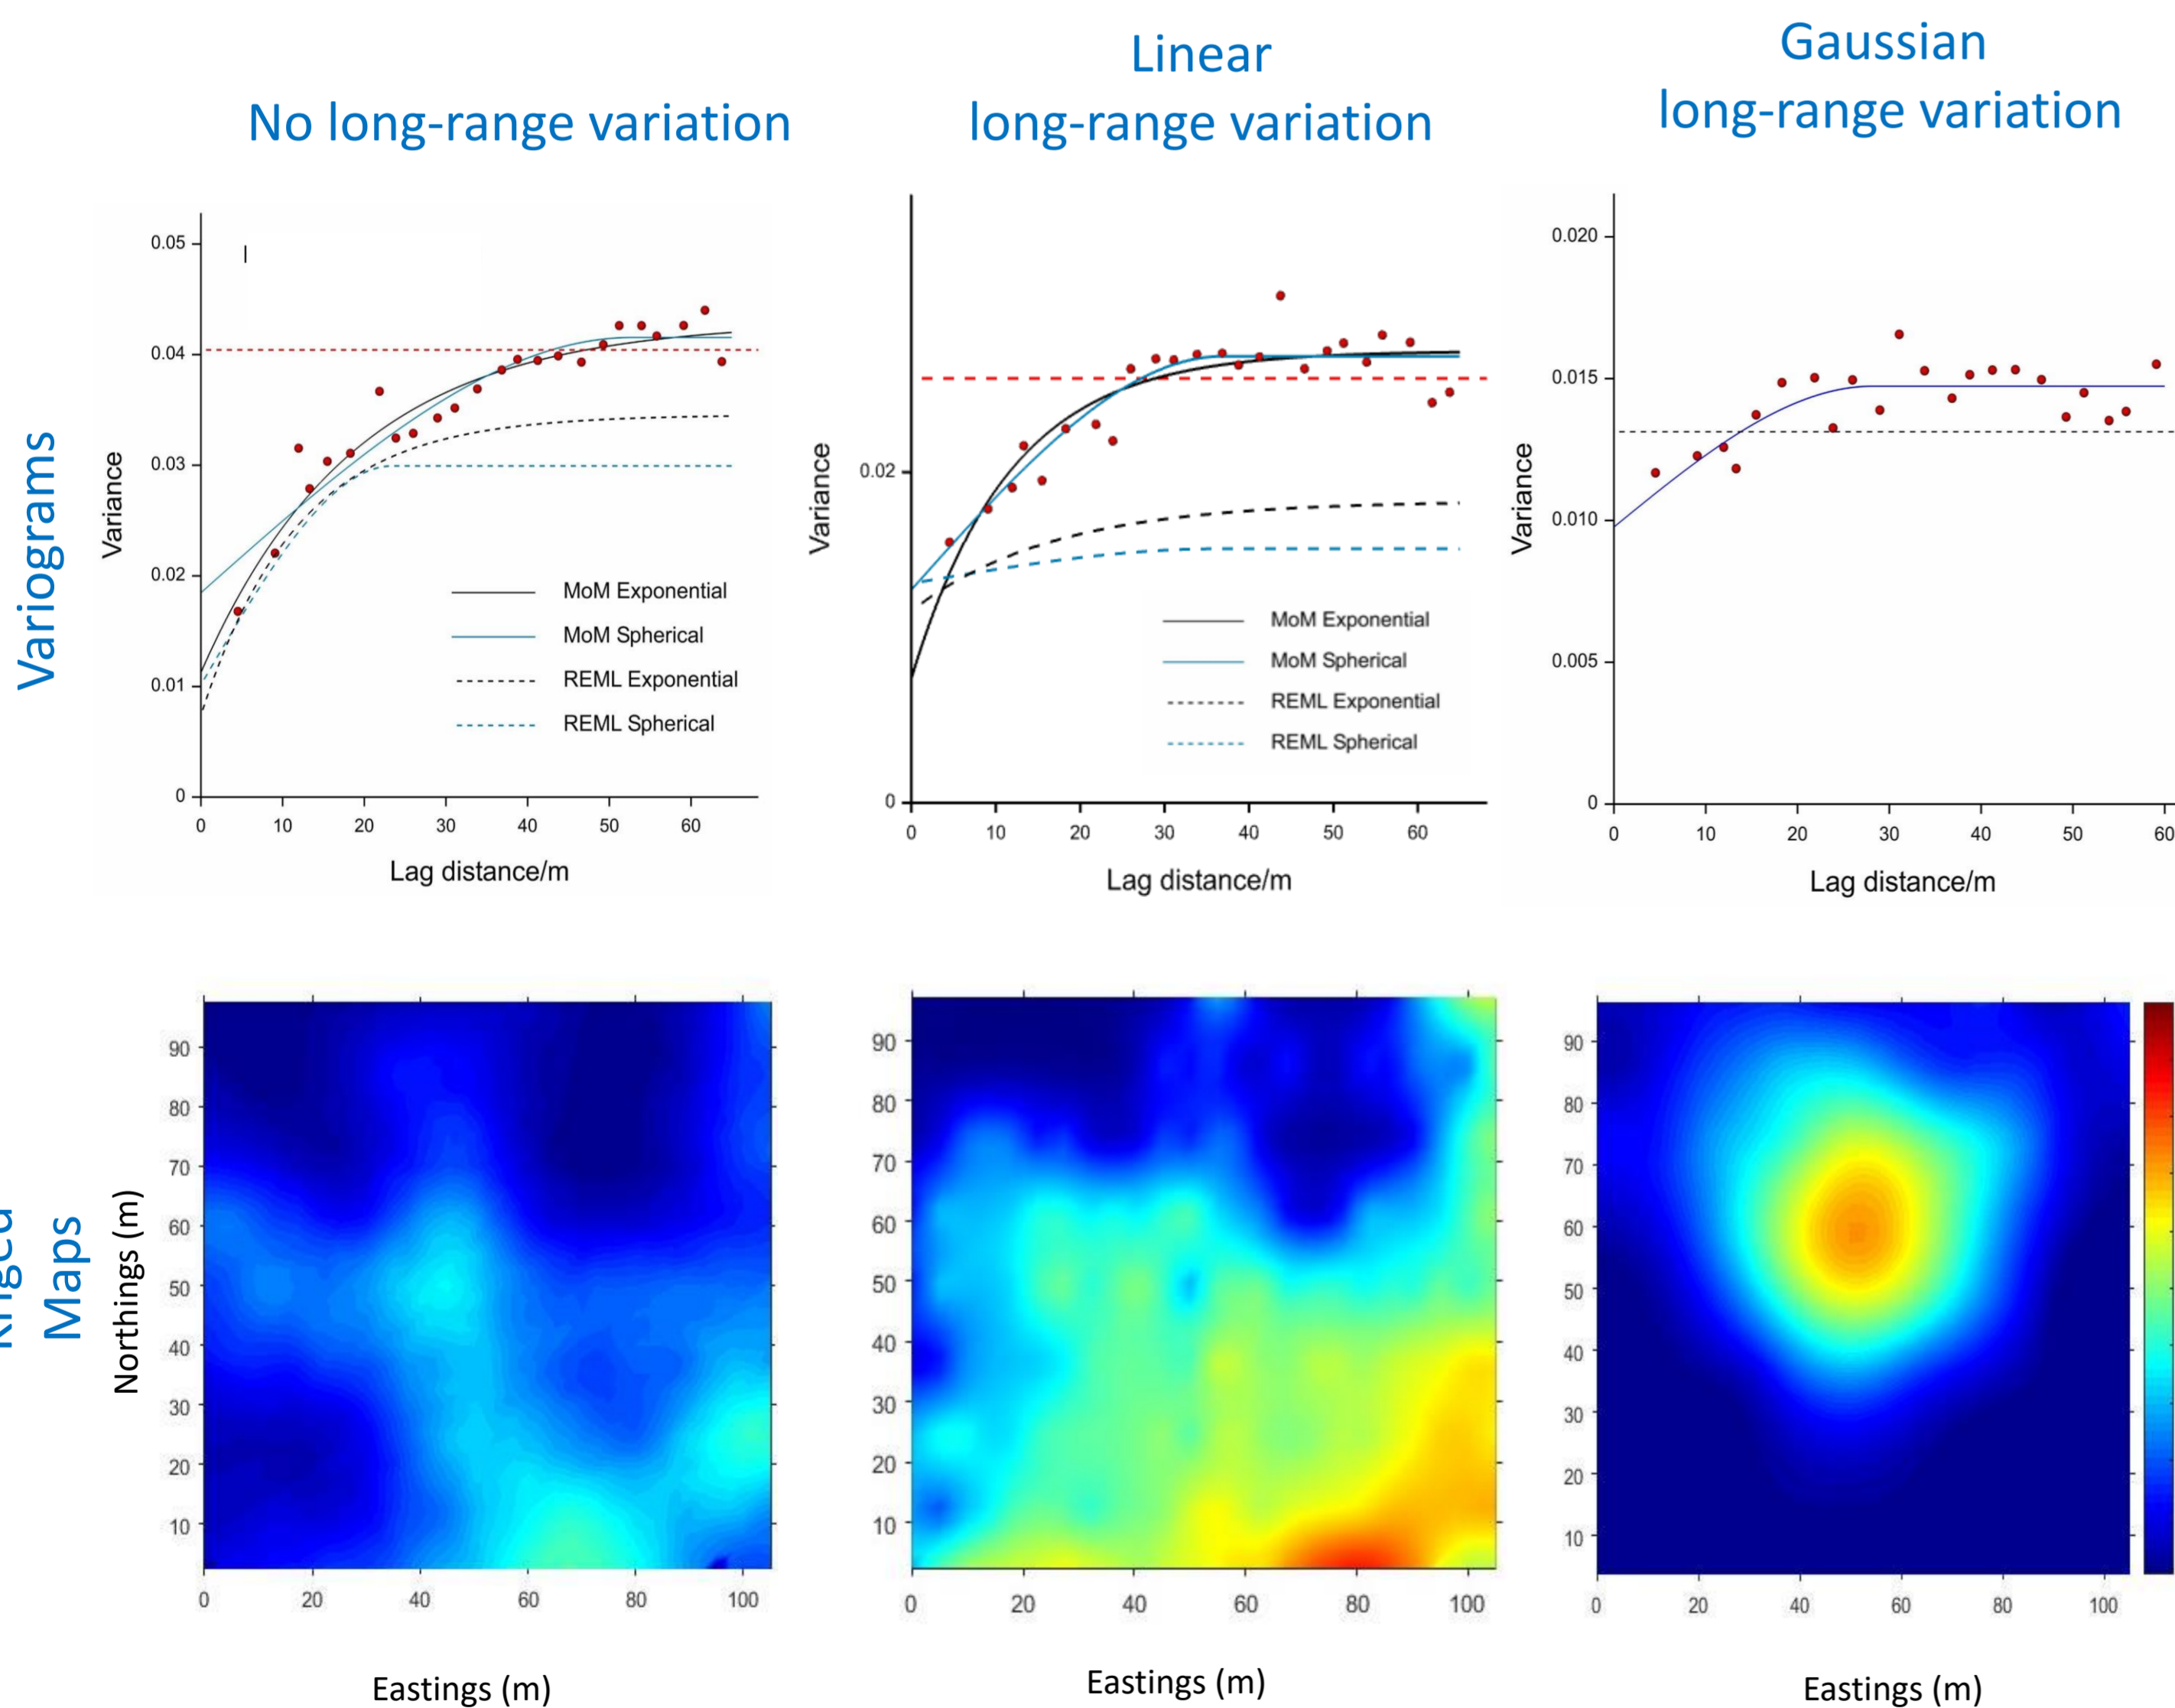 No long-range variation
Linear
long-range variation
Gaussian
long-range variation
Variograms
Variance
0.05
0.04
0.03
0.02
0.01
0
0 10 20 30 40 50 60
Lag distance/m
MoM Exponential
MoM Spherical
REML Exponential
REML Spherical
Variance
0.02
0
0 10 20 30 40 50 60
Lag distance/m
MoM Exponential
MoM Spherical
REML Exponential
REML Spherical
Variance
0.020
0.015
0.010
0.005
0
0 10 20 30 40 50 60
Lag distance/m
Maps
Northings (m)
90
80
70
60
50
40
30
20
10
0 20 40 60 80 100
Eastings (m)
90
80
70
60
50
40
30
20
10
0 20 40 60 80 100
Eastings (m)
90
80
70
60
50
40
30
20
10
0 20 40 60 80 100
Eastings (m)